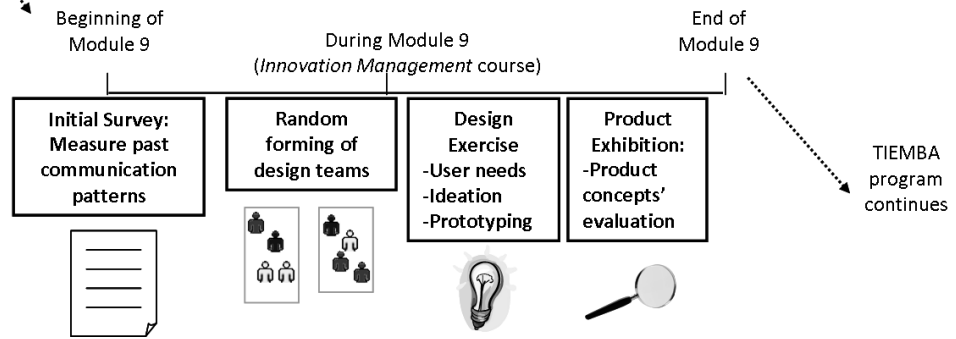 Beginning of
Module 9
During Module 9
(Innovation Management course)
End of
Module 9
Initial Survey:
Measure past
communication
patterns
Random
forming of
design teams
Design
Exercise
-User needs
-Ideation
-Prototyping
Product
Exhibition:
-Product
concepts’
evaluation
TIEMBA
program
continues